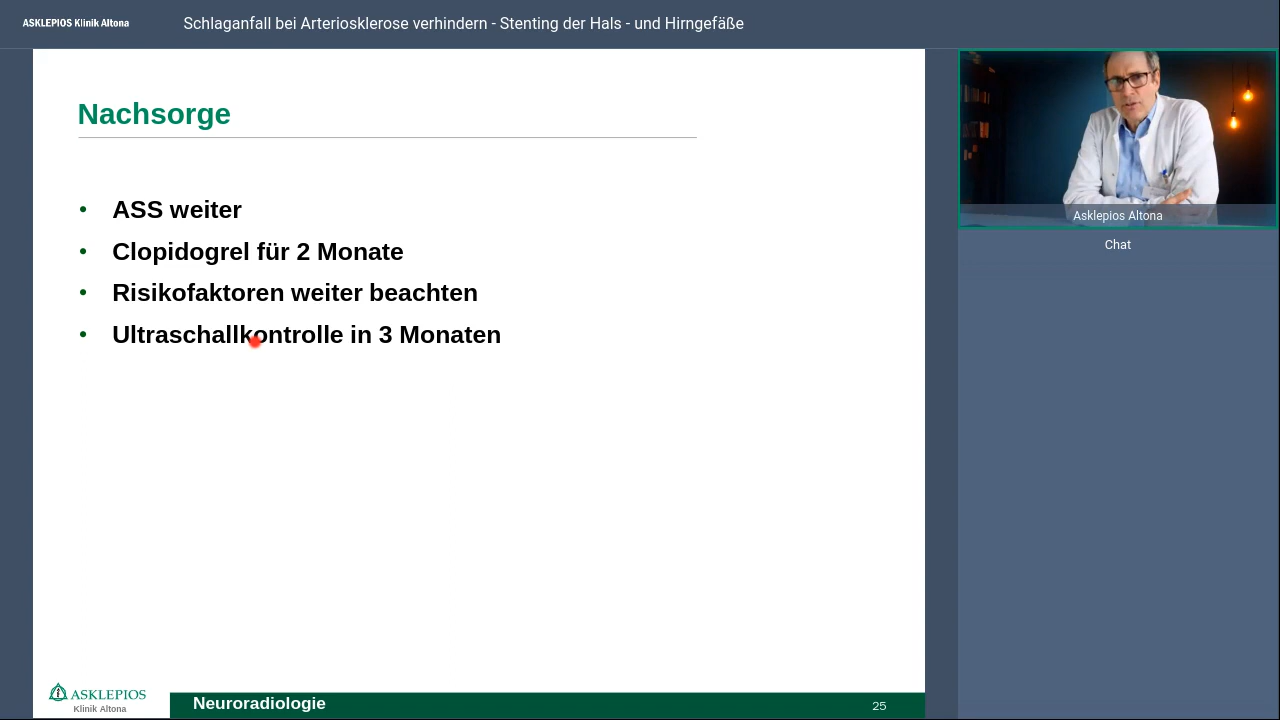 ASKLEPIOS Klinik Altona
Schlaganfall bei Arteriosklerose verhindern - Stenting der Hals - und Hirngefäße
Nachsorge
• ASS weiter
• Clopidogrel für 2 Monate
• Risikofaktoren weiter beachten
• Ultraschallkontrolle in 3 Monaten
Asklepios Altona
Chat
ASKLEPIOS
Klinik Altona
Neuroradiologie
25